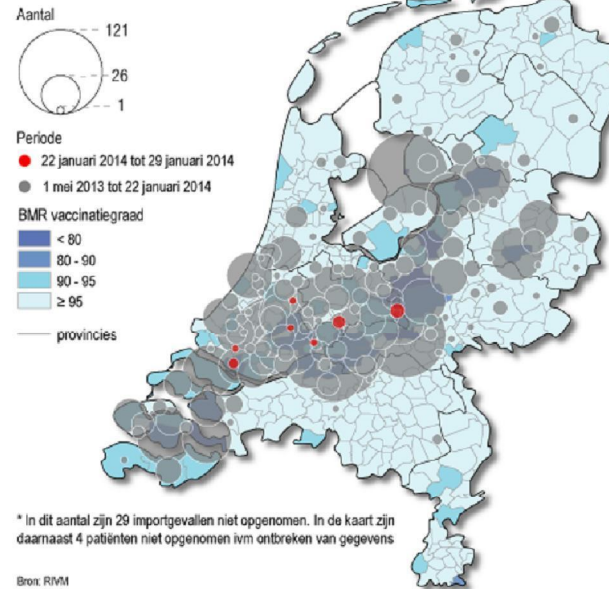 Aantal
121
26
1
Periode
22 januari 2014 tot 29 januari 2014
1 mei 2013 tot 22 januari 2014
BMR vaccinatiegraad
< 80
80 - 90
90 - 95
≥ 95
provincies
* In dit aantal zijn 29 importgevallen niet opgenomen. In de kaart zijn
daarnaast 4 patiënten niet opgenomen ivm ontbreken van gegevens
Bron: RIVM